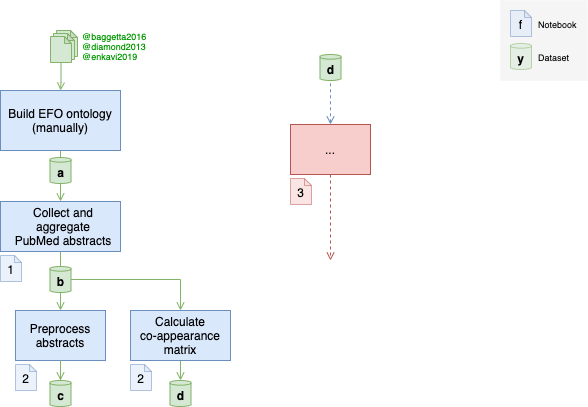 @baggetta2016
@diamond2013
@enkavi2019
Build EFO ontology
(manually)
a
Collect and
aggregate
PubMed abstracts
1
b
Preprocess
abstracts
2
c
Calculate
co-appearance
matrix
2
d
d
...
3
f Notebook
y Dataset